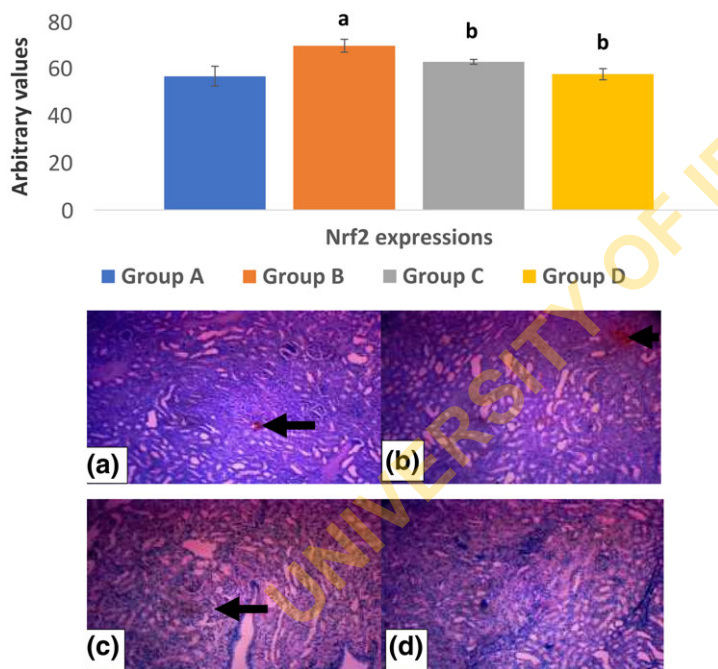 80
60
40
20
0
Arbitrary values
a
b
b
Nrf2 expressions
Group A
Group B
Group C
Group D
(a)
(b)
(c)
(d)
UNIVERSITY OF